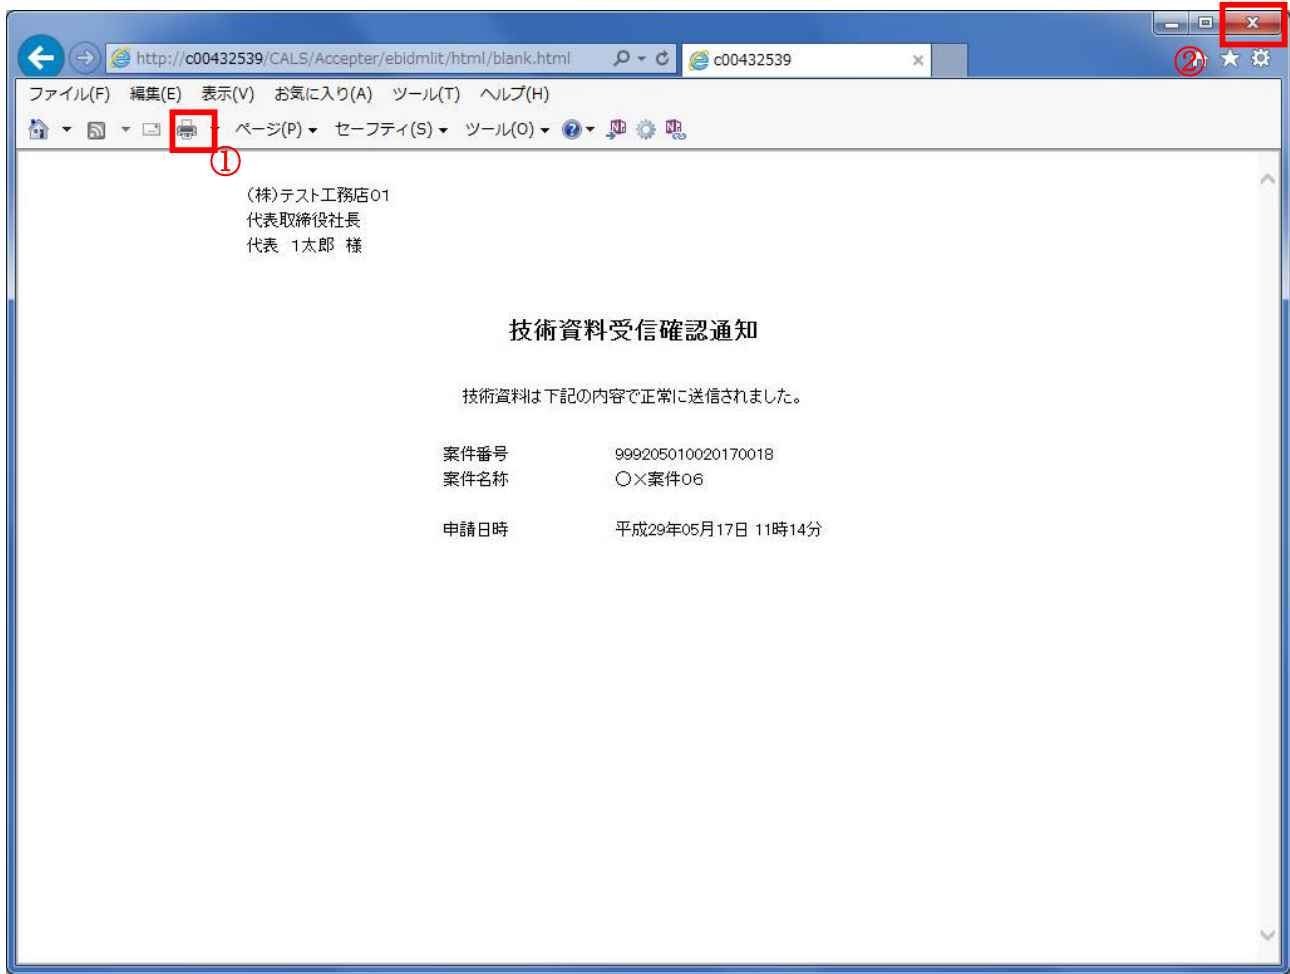 x
②
http://c00432539/CALS/Accepter/ebidmlit/html/blank.html
c00432539
ファイル(F) 編集(E) 表示(V) お気に入り(A) ツール(T) ヘルプ(H)
ページ(P) セーフティ(S) ツール(O)
①
(株)テスト工務店01
代表取締役社長
代表 1太郎 様
技術資料受信確認通知
技術資料は下記の内容で正常に送信されました。
案件番号 999205010020170018
案件名称 〇×案件06
申請日時 平成29年05月17日 11時14分